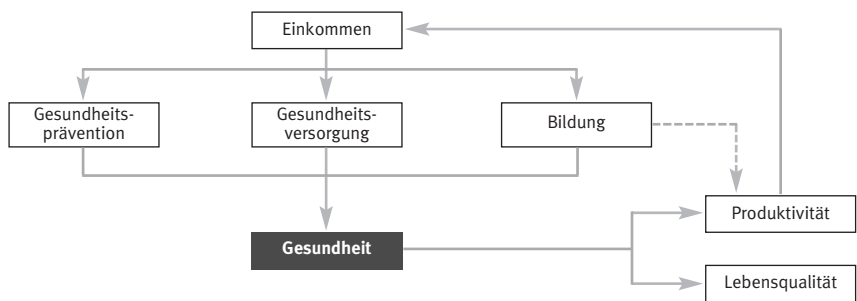 Einkommen
Gesundheits-
prävention
Gesundheits-
versorgung
Bildung
Produktivität
Gesundheit
Lebensqualität